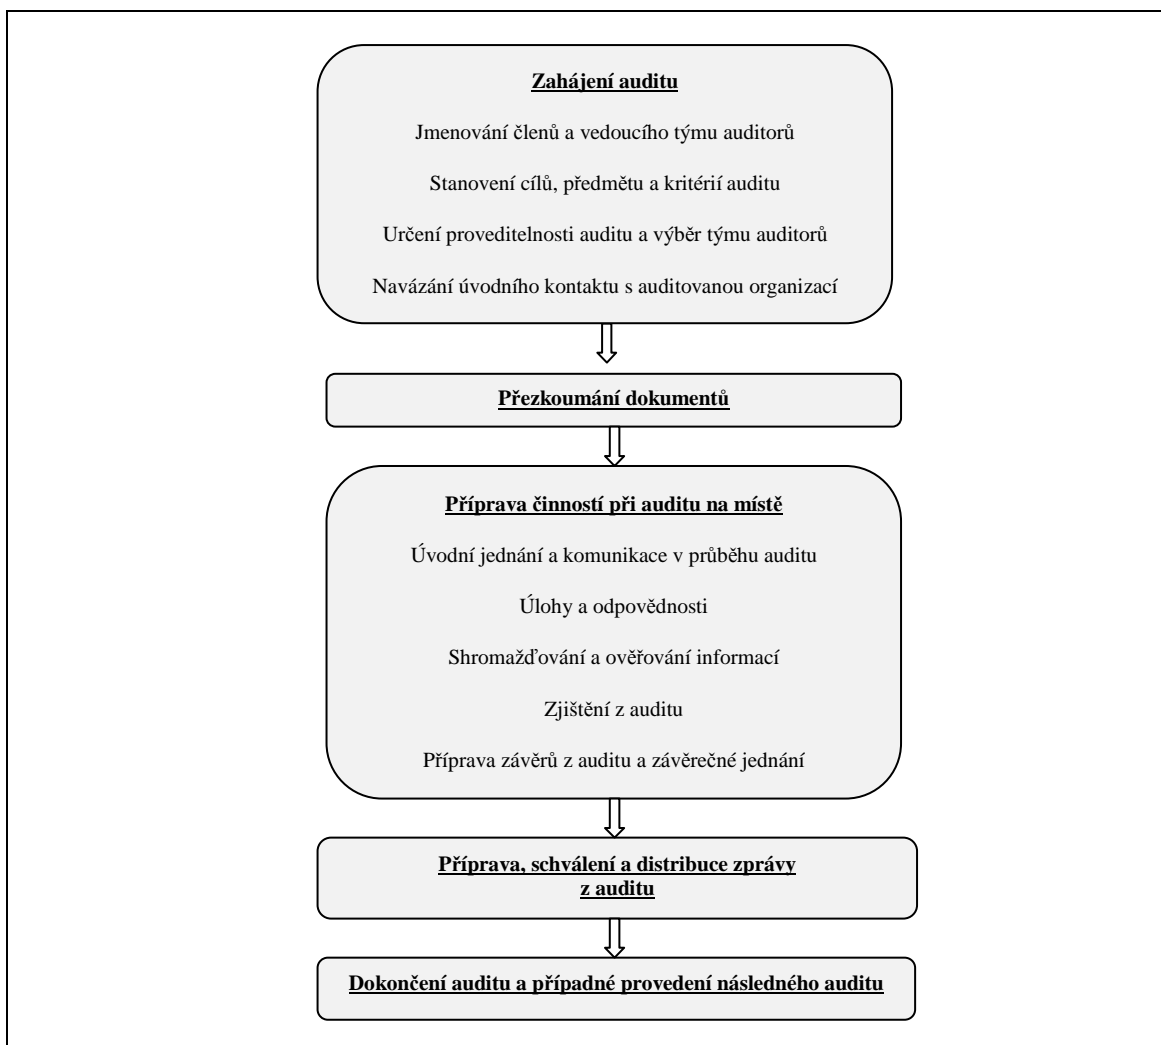 Zahájení auditu
Jmenování členů a vedoucího týmu auditorů
Stanovení cílů, předmětu a kritérií auditu
Určení proveditelnosti auditu a výběr týmu auditorů
Navázání úvodního kontaktu s auditovanou organizací
Přezkoumání dokumentů
Příprava činností při auditu na místě
Úvodní jednání a komunikace v průběhu auditu
Úlohy a odpovědnosti
Shromažďování a ověřování informací
Zjištění z auditu
Příprava závěrů z auditu a závěrečné jednání
Příprava, schválení a distribuce zprávy
z auditu
Dokončení auditu a případné provedení následného auditu